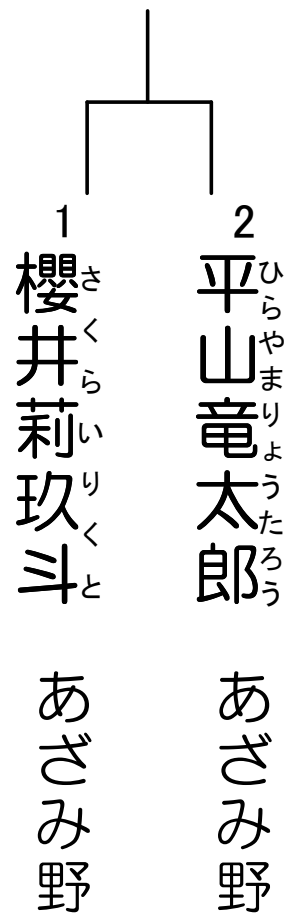 1
櫻井莉玖斗
さくらいりくと
あざみ野
2
平山竜太郎
ひらやまりょうたろう
あざみ野